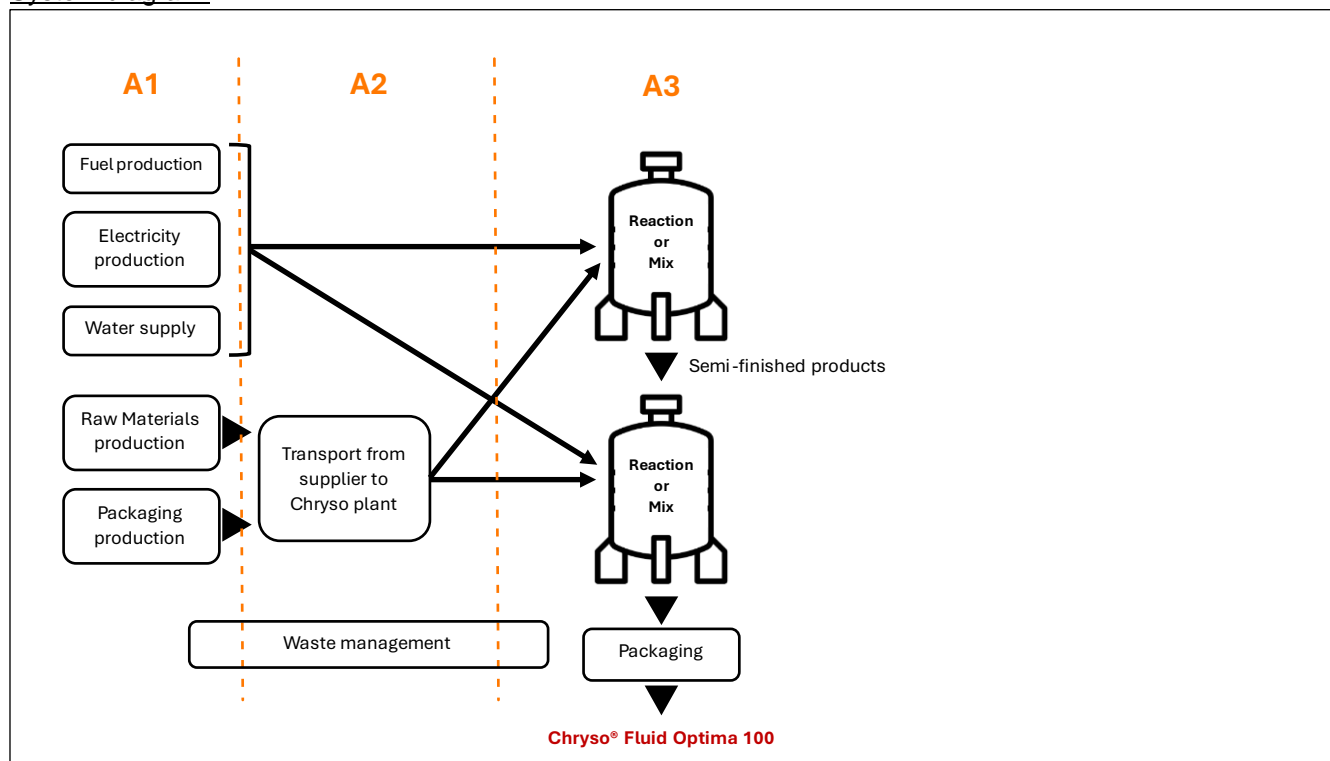 A1
A2
A3
Fuel production
Electricity
production
Water supply
Raw Materials
production
Packaging
production
Transport from
supplier to
Chryso plant
Reaction
or
Mix
Semi-finished products
Reaction
or
Mix
Waste management
Packaging
Chryso® Fluid Optima 100